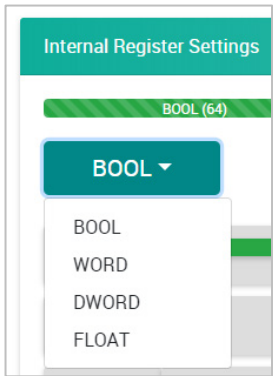 Internal Register Settings
BOOL (64)
BOOL
BOOL
WORD
DWORD
FLOAT